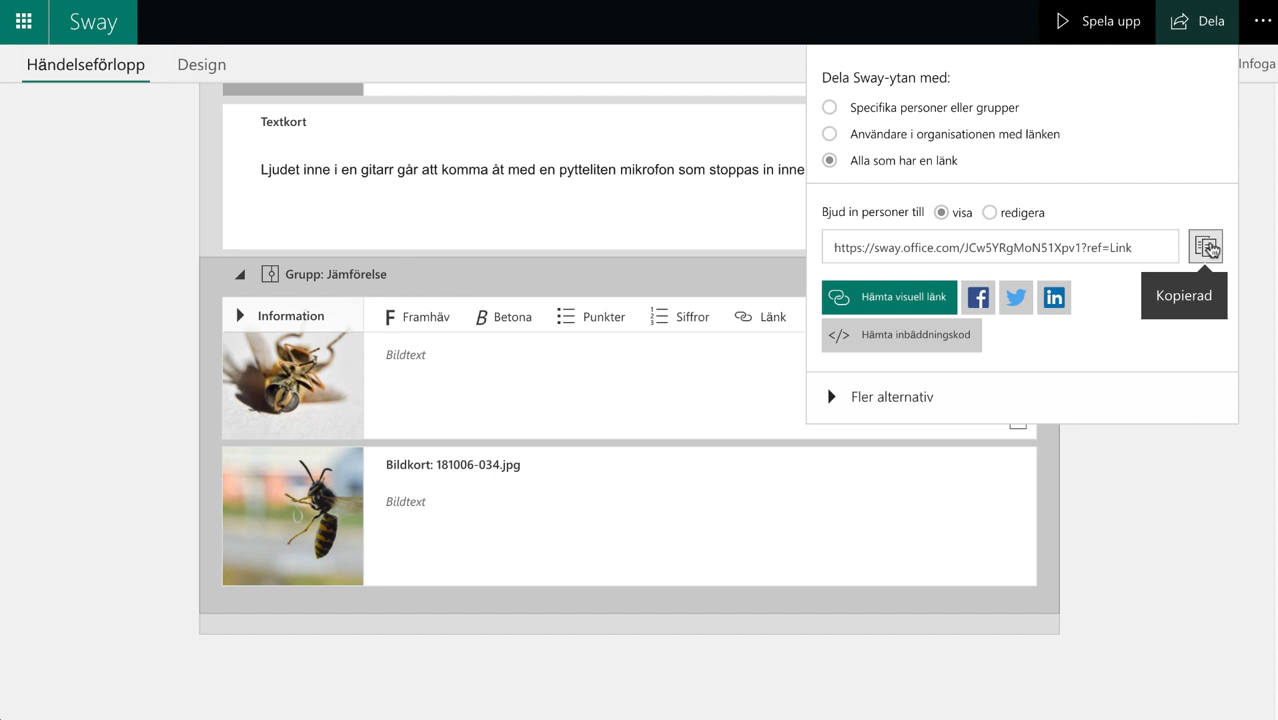 Sway
Spela upp
Dela
Händelseförlopp
Design
Infoga
Dela Sway-ytan med:
Specifika personer eller grupper
Användare i organisationen med länken
Alla som har en länk
Bjud in personer till
visa
redigera
https://sway.office.com/JCw5YRgMoN51Xpv1?ref=Link
Kopierad
Hämta visuell länk
Hämta inbäddningskod
Fler alternativ
Textkort
Ljudet inne i en gitarr går att komma åt med en pytteliten mikrofon som stoppas in inne
Grupp: Jämförelse
Information
F Framhäv
B Betona
Punkter
Siffror
Länk
Bildtext
Bildkort: 181006-034.jpg
Bildtext